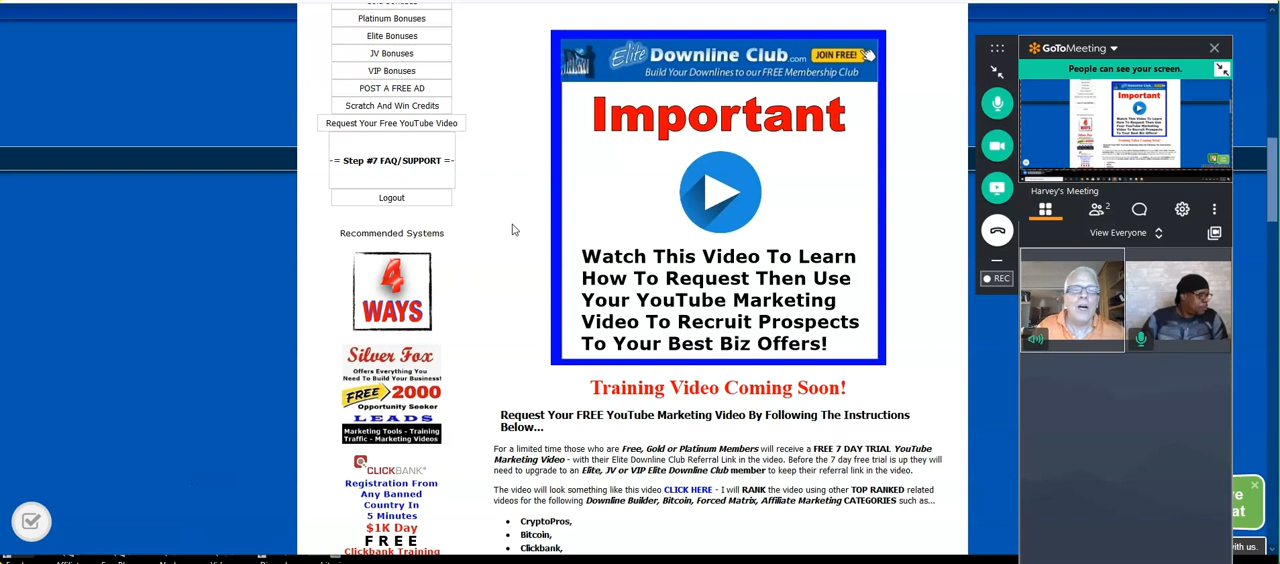 Platinum Bonuses
Elite Bonuses
JV Bonuses
VIP Bonuses
POST A FREE AD
Scratch And Win Credits
Request Your Free YouTube Video
-= Step #7 FAQ/SUPPORT =-
Logout
Recommended Systems
4
WAYS
Silver Fox
Offers Everything You
Need To Build Your Business!
FREE 2000
Opportunity Seeker
LEADS
Marketing Tools - Training
Traffic - Marketing Videos
CLICKBANK
Registration From
Any Banned
Country In
5 Minutes
$1K Day
FREE
Clickbank Training
Elite Downline Club.com JOIN FREE!
Build Your Downlines to our FREE Membership Club
Important
Watch This Video To Learn
How To Request Then Use
Your YouTube Marketing
Video To Recruit Prospects
To Your Best Biz Offers!
Training Video Coming Soon!
Request Your FREE YouTube Marketing Video By Following The Instructions
Below...
For a limited time those who are Free, Gold or Platinum Members will receive a FREE 7 DAY TRIAL YouTube
Marketing Video - with their Elite Downline Club Referral Link in the video. Before the 7 day free trial is up they will
need to upgrade to an Elite, JV or VIP Elite Downline Club member to keep their referral link in the video.
The video will look something like this video CLICK HERE - I will RANK the video using other TOP RANKED related
videos for the following Downline Builder, Bitcoin, Forced Matrix, Affiliate Marketing CATEGORIES such as...
• CryptoPros,
• Bitcoin,
• Clickbank,
GoToMeeting
People can see your screen.
Important
Harvey's Meeting
2
View Everyone
REC
with us.